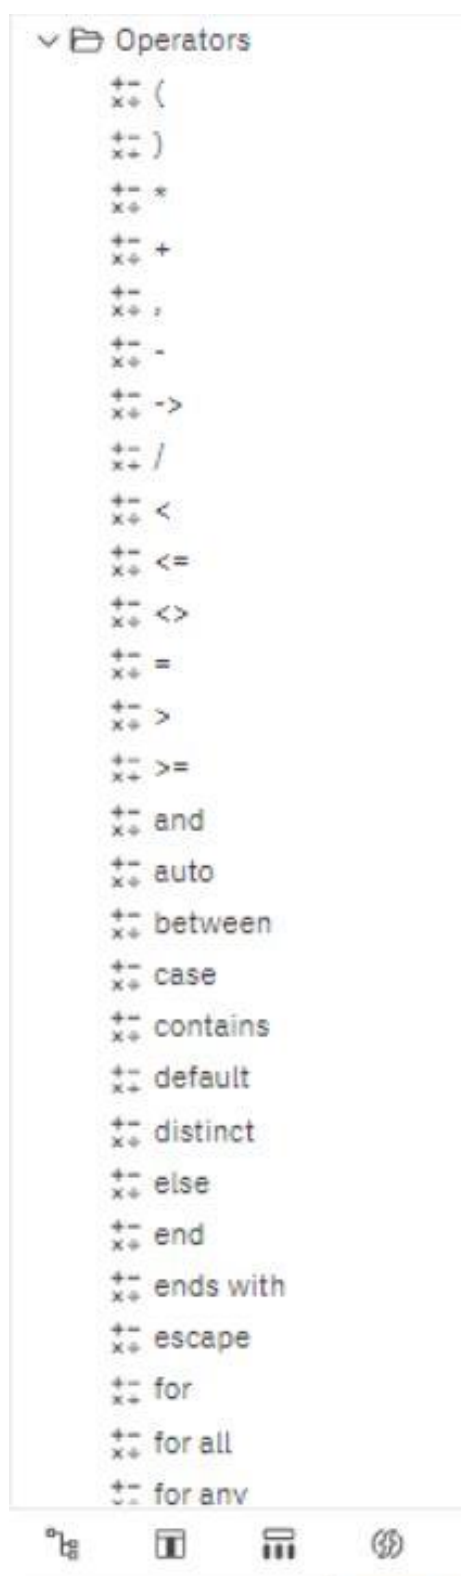 Operators
(
)
*
+
,
-
->
/
<
<=
<>
=
>
>=
and
auto
between
case
contains
default
distinct
else
end
ends with
escape
for
for all
for any